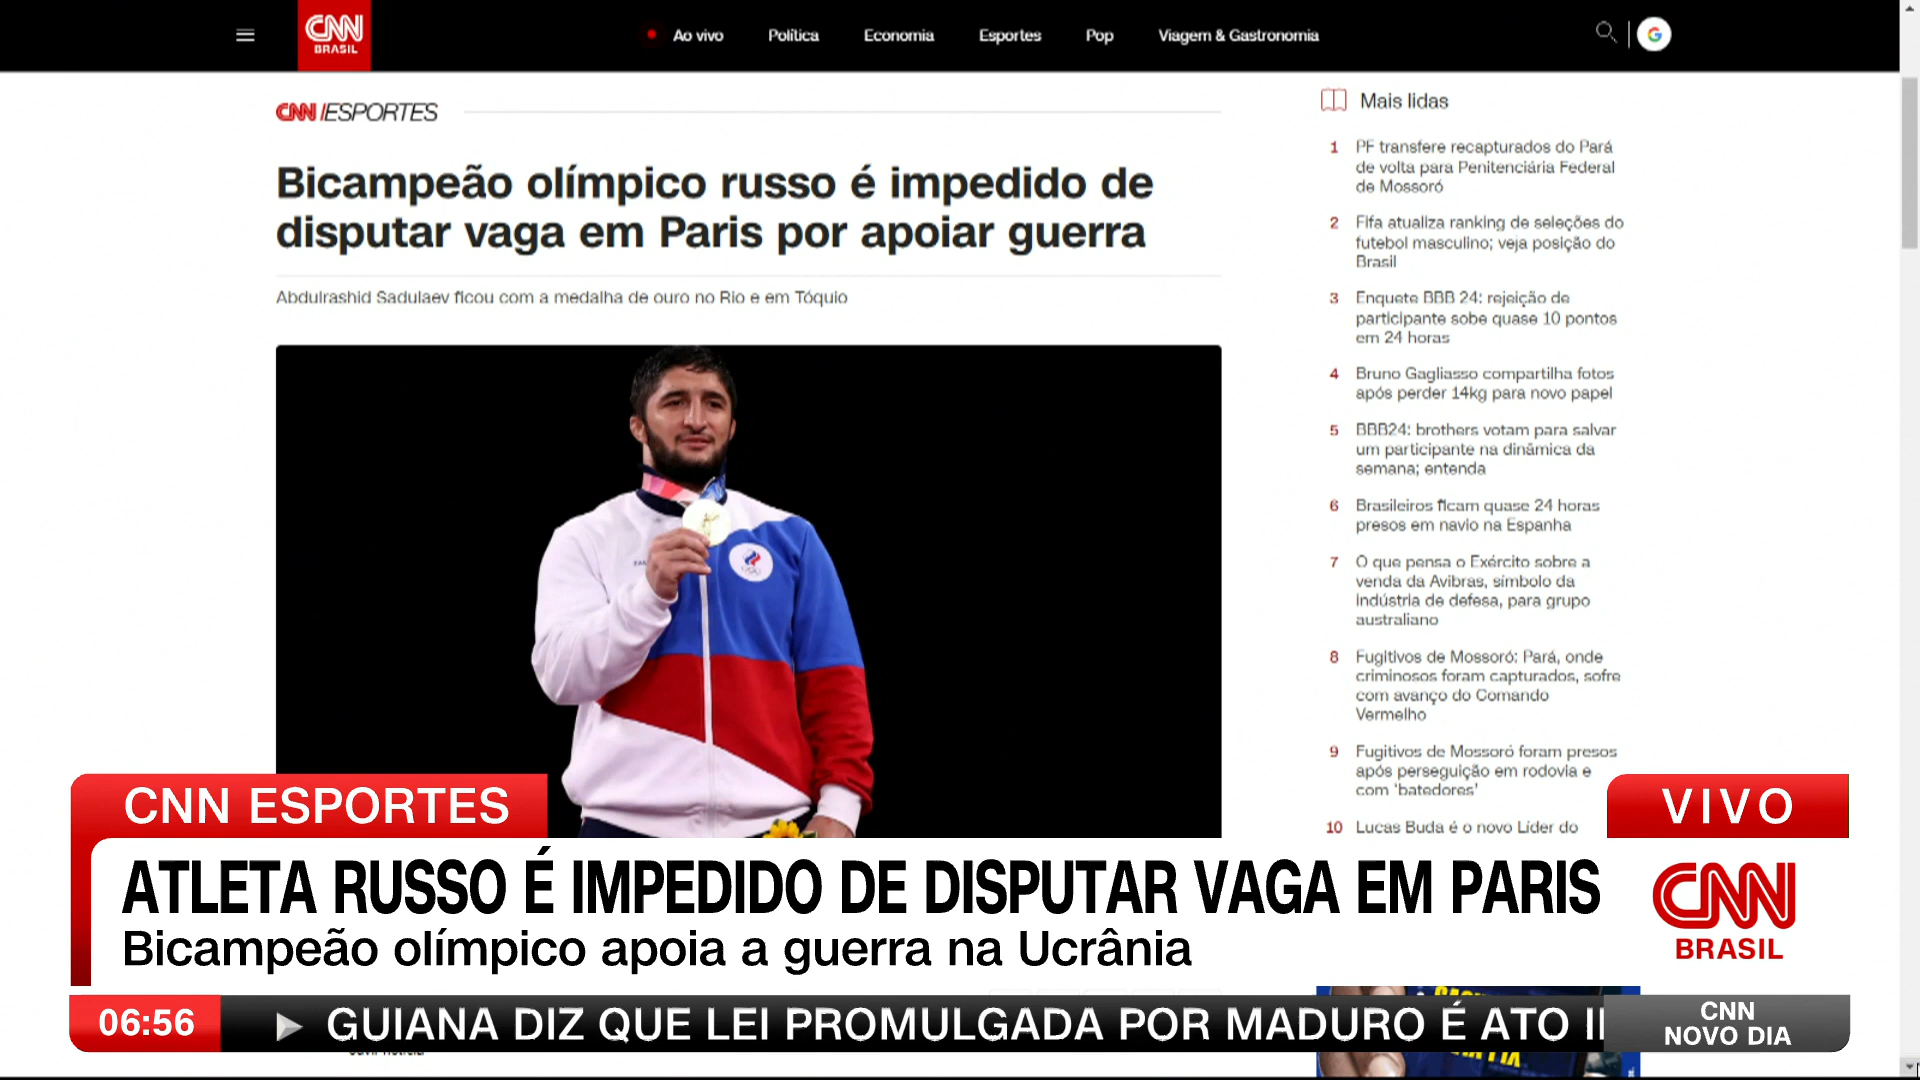 CNN
BRASIL
Ao vivo
Política
Economia
Esportes
Pop
Viagem & Gastronomia
CNN/ESPORTES
Bicampeão olímpico russo é impedido de
disputar vaga em Paris por apoiar guerra
Abdulrashid Sadulaev ficou com a medalha de ouro no Rio e em Tóquio
Mais lidas
1 PF transfere recapturados do Pará
de volta para Penitenciária Federal
de Mossoró
2 Fifa atualiza ranking de seleções do
futebol masculino; veja posição do
Brasil
3 Enquete BBB 24: rejeição de
participante sobe quase 10 pontos
em 24 horas
4 Bruno Gagliasso compartilha fotos
após perder 14kg para novo papel
5 BBB24: brothers votam para salvar
um participante na dinâmica da
semana; entenda
6 Brasileiros ficam quase 24 horas
presos em navio na Espanha
7 O que pensa o Exército sobre a
venda da Avibras, símbolo da
indústria de defesa, para grupo
australiano
8 Fugitivos de Mossoró: Pará, onde
criminosos foram capturados, sofre
com avanço do Comando
Vermelho
9 Fugitivos de Mossoró foram presos
após perseguição em rodovia e
com 'batedores'
10 Lucas Buda é o novo Líder do
CNN ESPORTES
VIVO
ATLETA RUSSO É IMPEDIDO DE DISPUTAR VAGA EM PARIS
Bicampeão olímpico apoia a guerra na Ucrânia
CNN
BRASIL
06:56
GUIANA DIZ QUE LEI PROMULGADA POR MADURO É ATO
CNN
NOVO DIA